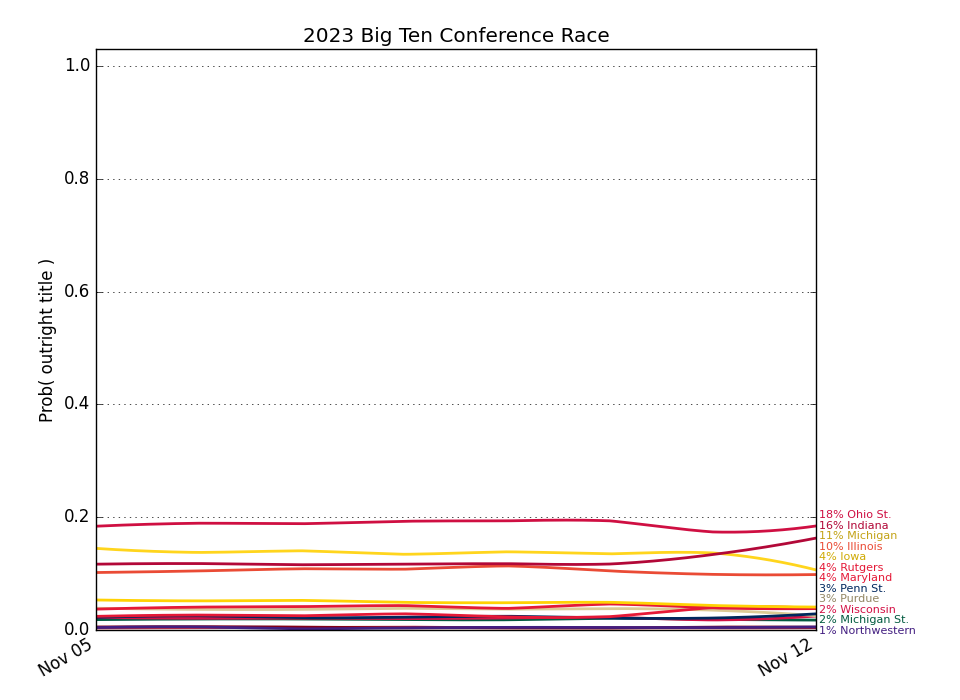 2023 Big Ten Conference Race
1.0
0.8
0.6
0.4
0.2
0.0
Prob( outright title )
Nov 05
Nov 12
18% Ohio St.
16% Indiana
11% Michigan
10% Illinois
4% Iowa
4% Rutgers
4% Maryland
3% Penn St.
3% Purdue
2% Wisconsin
2% Michigan St.
1% Northwestern